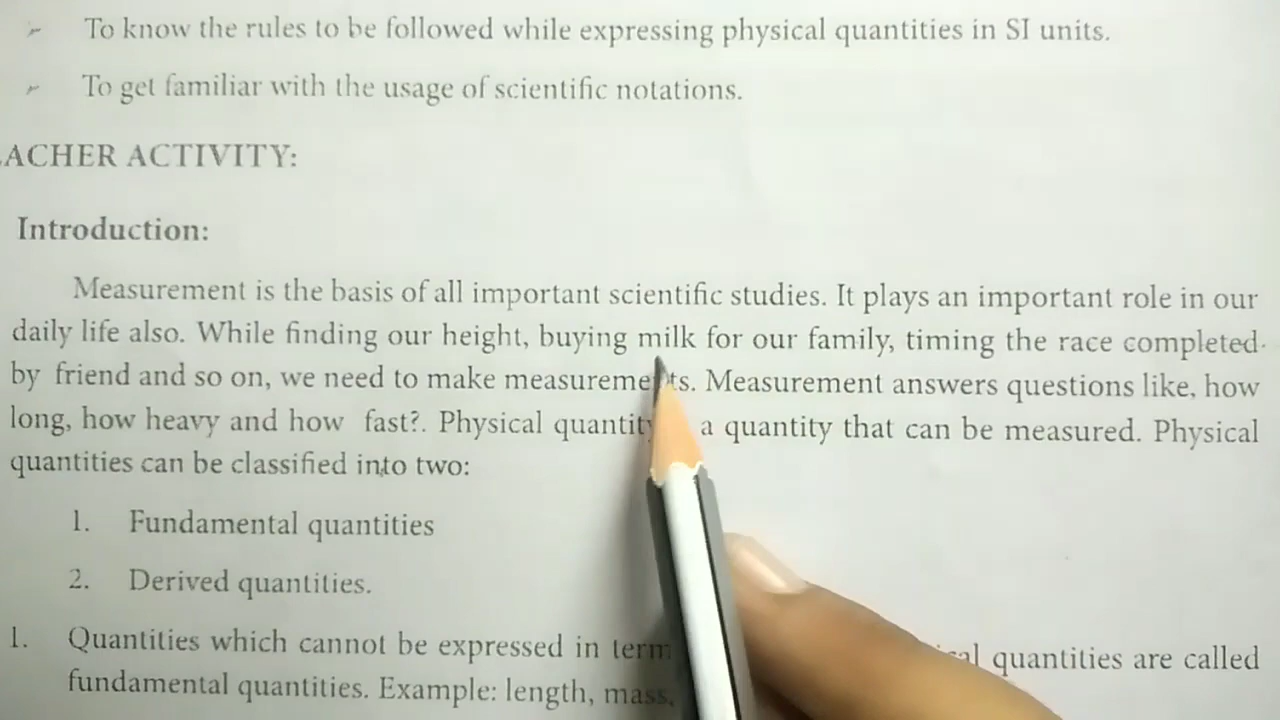 To know the rules to be followed while expressing physical quantities in SI units.
To get familiar with the usage of scientific notations.
ACHER ACTIVITY:
Introduction:
Measurement is the basis of all important scientific studies. It plays an important role in our
daily life also. While finding our height, buying milk for our family, timing the race completed
by friend and so on, we need to make measurements. Measurement answers questions like, how
long, how heavy and how fast?. Physical quantity a quantity that can be measured. Physical
quantities can be classified into two:
1. Fundamental quantities
2. Derived quantities.
1. Quantities which cannot be expressed in term quantities are called
fundamental quantities. Example: length, mass,